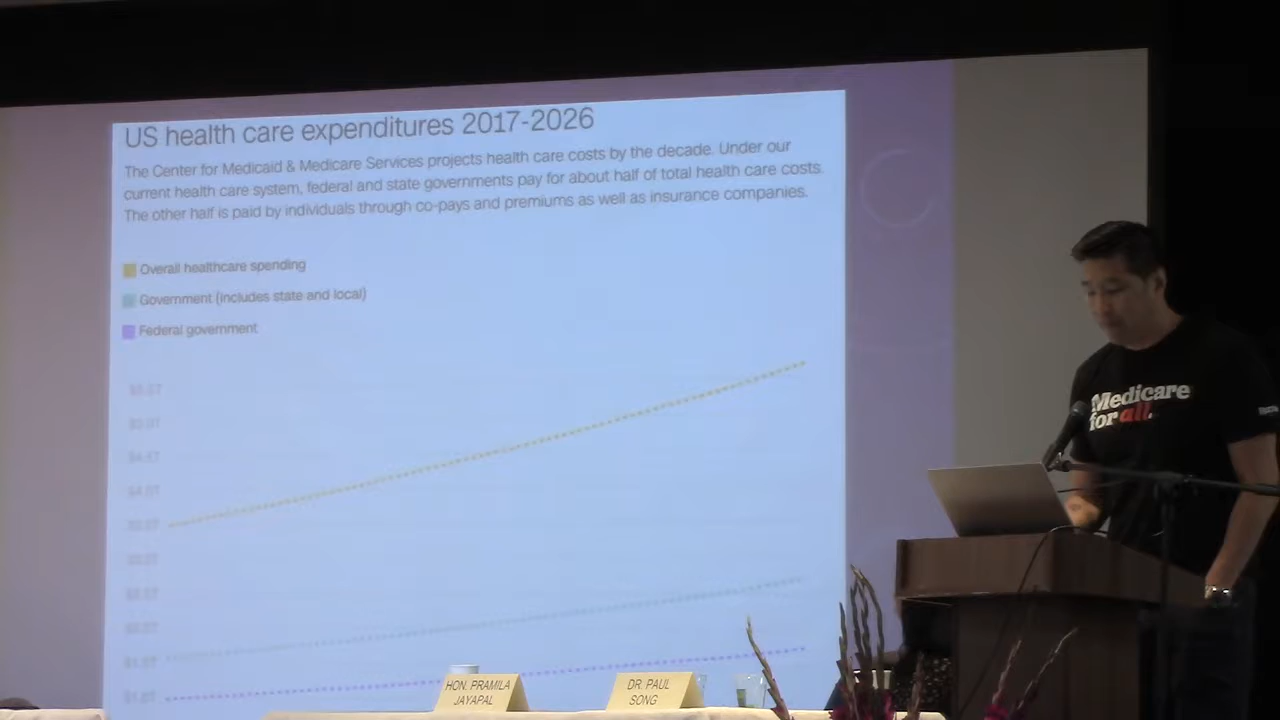 US health care expenditures 2017-2026
The Center for Medicaid & Medicare Services projects health care costs by the decade. Under our
current health care system, federal and state governments pay for about half of total health care costs.
The other half is paid by individuals through co-pays and premiums as well as insurance companies.
Overall healthcare spending
Government (includes state and local)
Federal government
Medicare
for all.
HON. PRAMILA
JAYAPAL
DR. PAUL
SONG